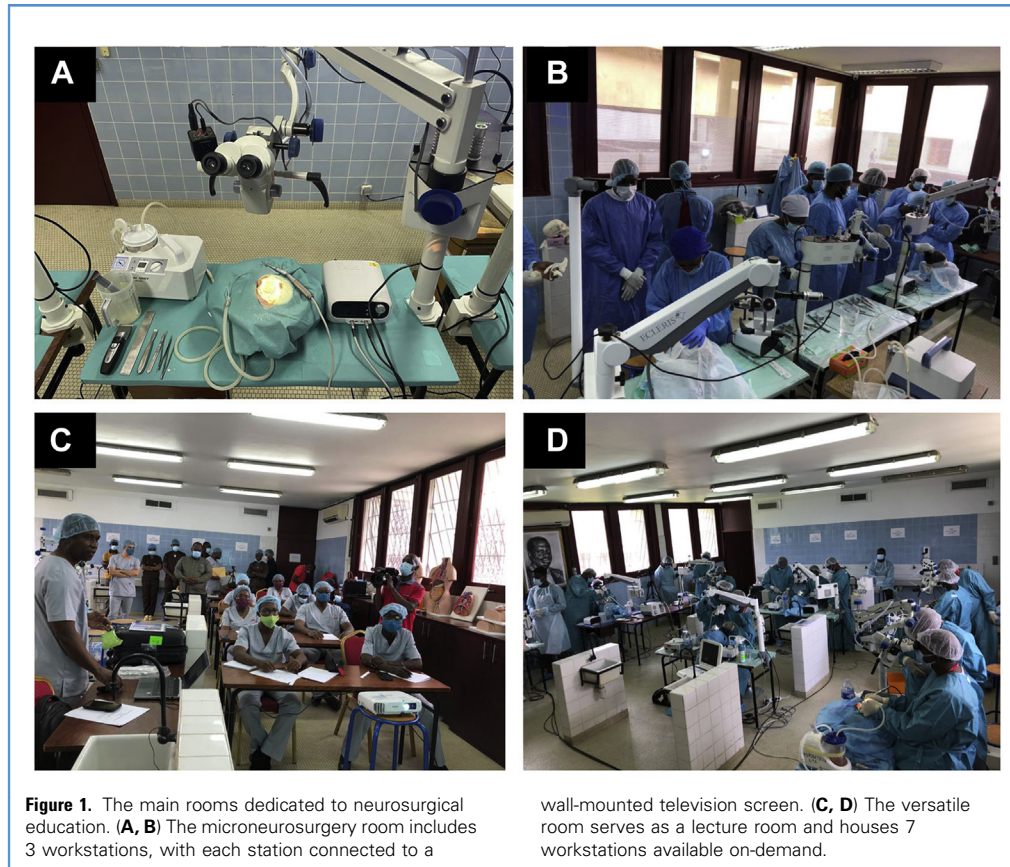 A
B
ECLERIS
C
D
Figure 1. The main rooms dedicated to neurosurgical
education. (A, B) The microneurosurgery room includes
3 workstations, with each station connected to a
wall-mounted television screen. (C, D) The versatile
room serves as a lecture room and houses 7
workstations available on-demand.